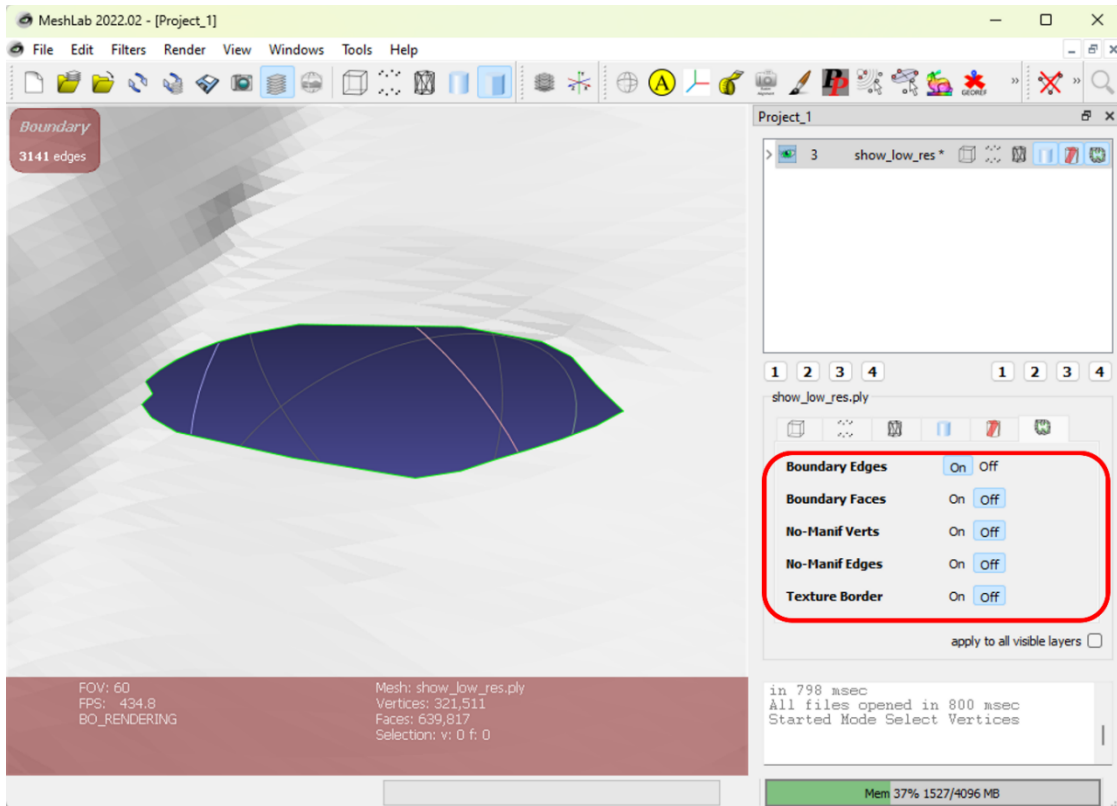 MeshLab 2022.02 - [Project_1]
File Edit Filters Render View Windows Tools Help
A
PP
GEOREF
»
»
Boundary
3141 edges
Project_1
3 show_low_res *
1 2 3 4 1 2 3 4
show_low_res.ply
Boundary Edges On Off
Boundary Faces On Off
No-Manif Verts On Off
No-Manif Edges On Off
Texture Border On Off
apply to all visible layers
FOV: 60
FPS: 434.8
BO_RENDERING
Mesh: show_low_res.ply
Vertices: 321,511
Faces: 639,817
Selection: v: 0 f: 0
in 798 msec
All files opened in 800 msec
Started Mode Select Vertices
Mem 37% 1527/4096 MB